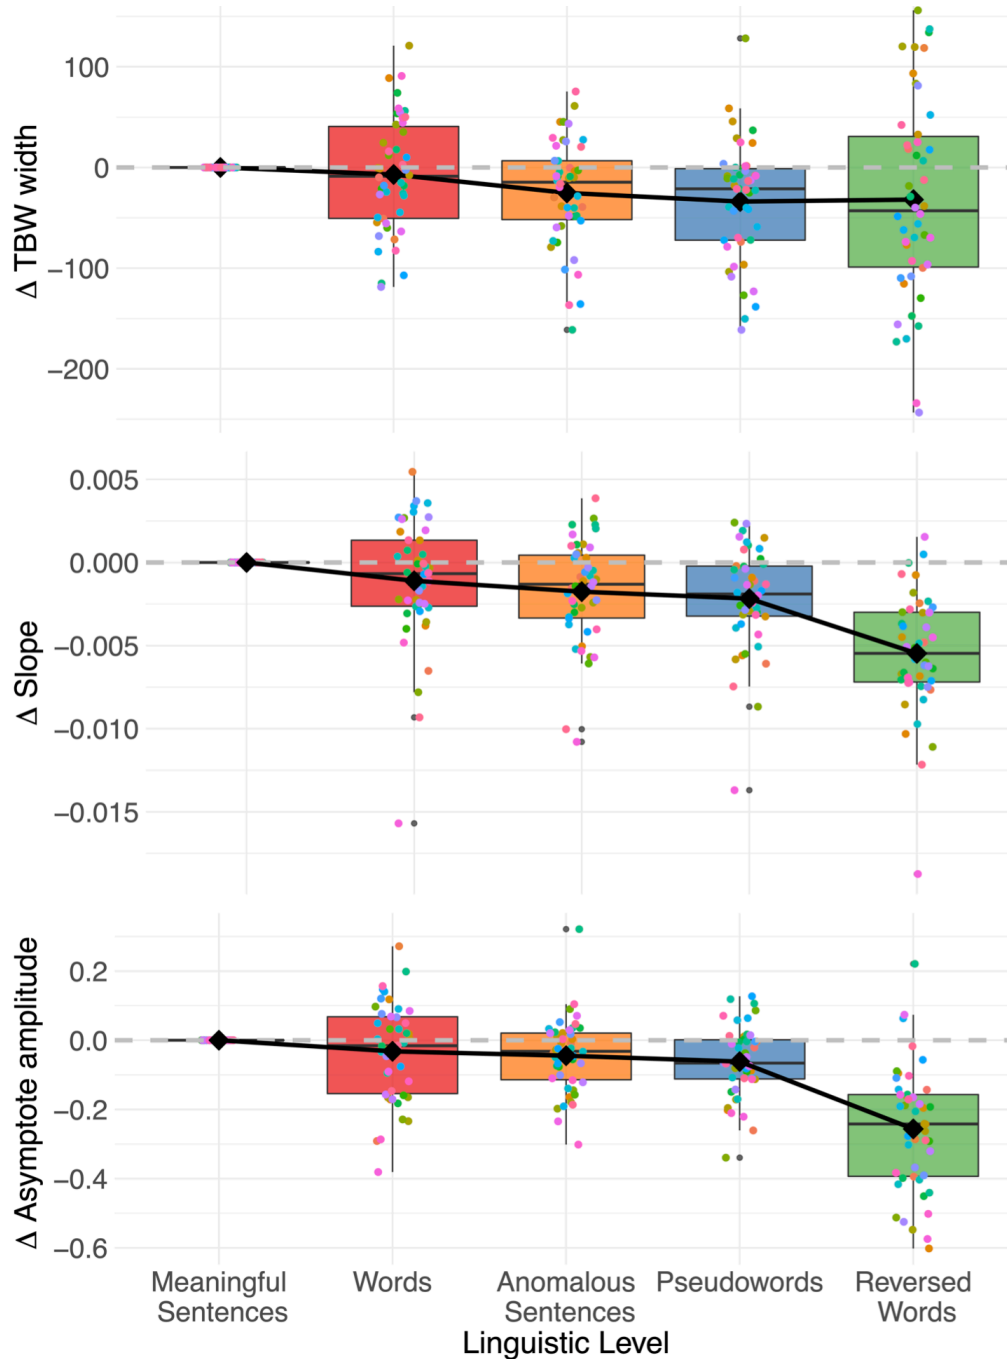 Δ TBW width
100
0
−100
−200
Δ Slope
0.005
0.000
−0.005
−0.010
−0.015
Δ Asymptote amplitude
0.2
0.0
−0.2
−0.4
−0.6
Meaningful Sentences
Words
Anomalous Sentences
Pseudowords
Reversed Words
Linguistic Level